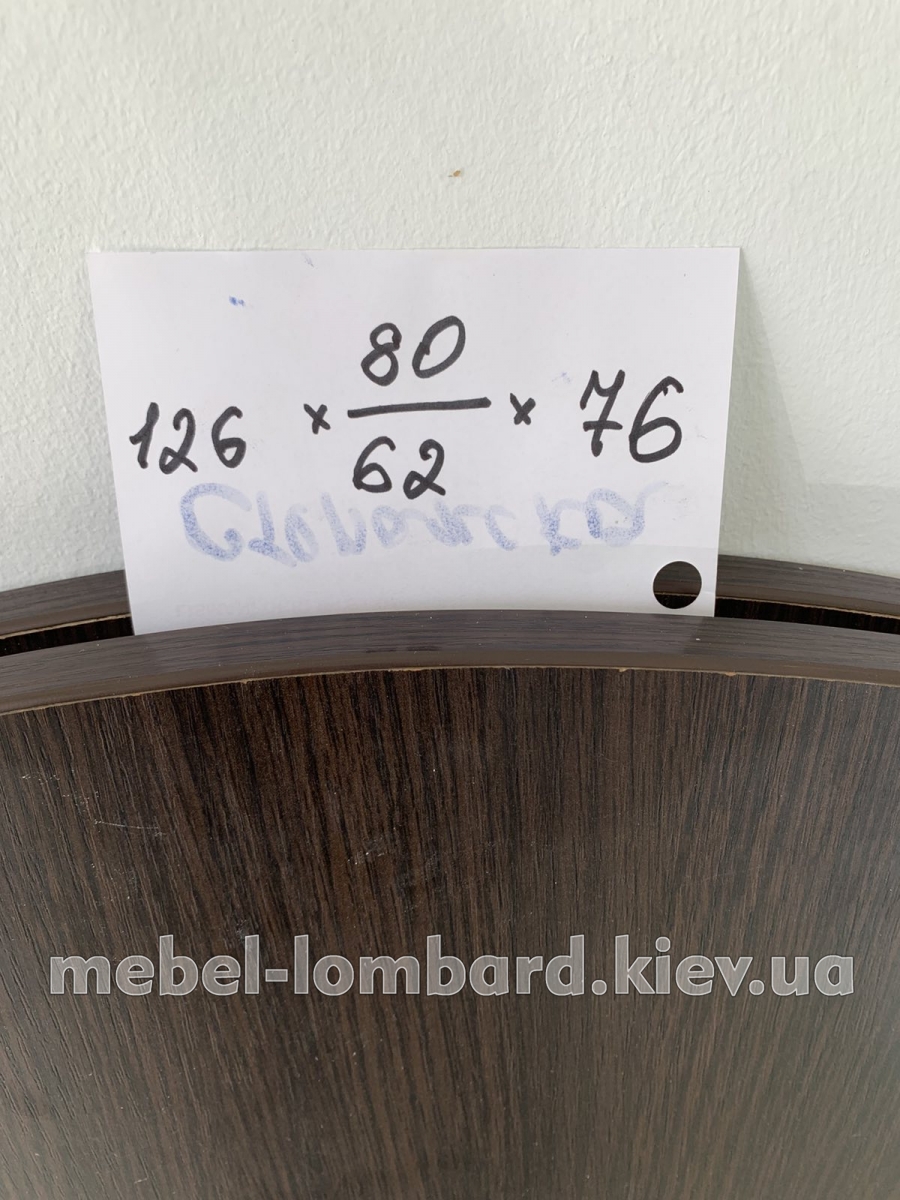 126 x 80/62 x 76
mebel-lombard.kiev.ua